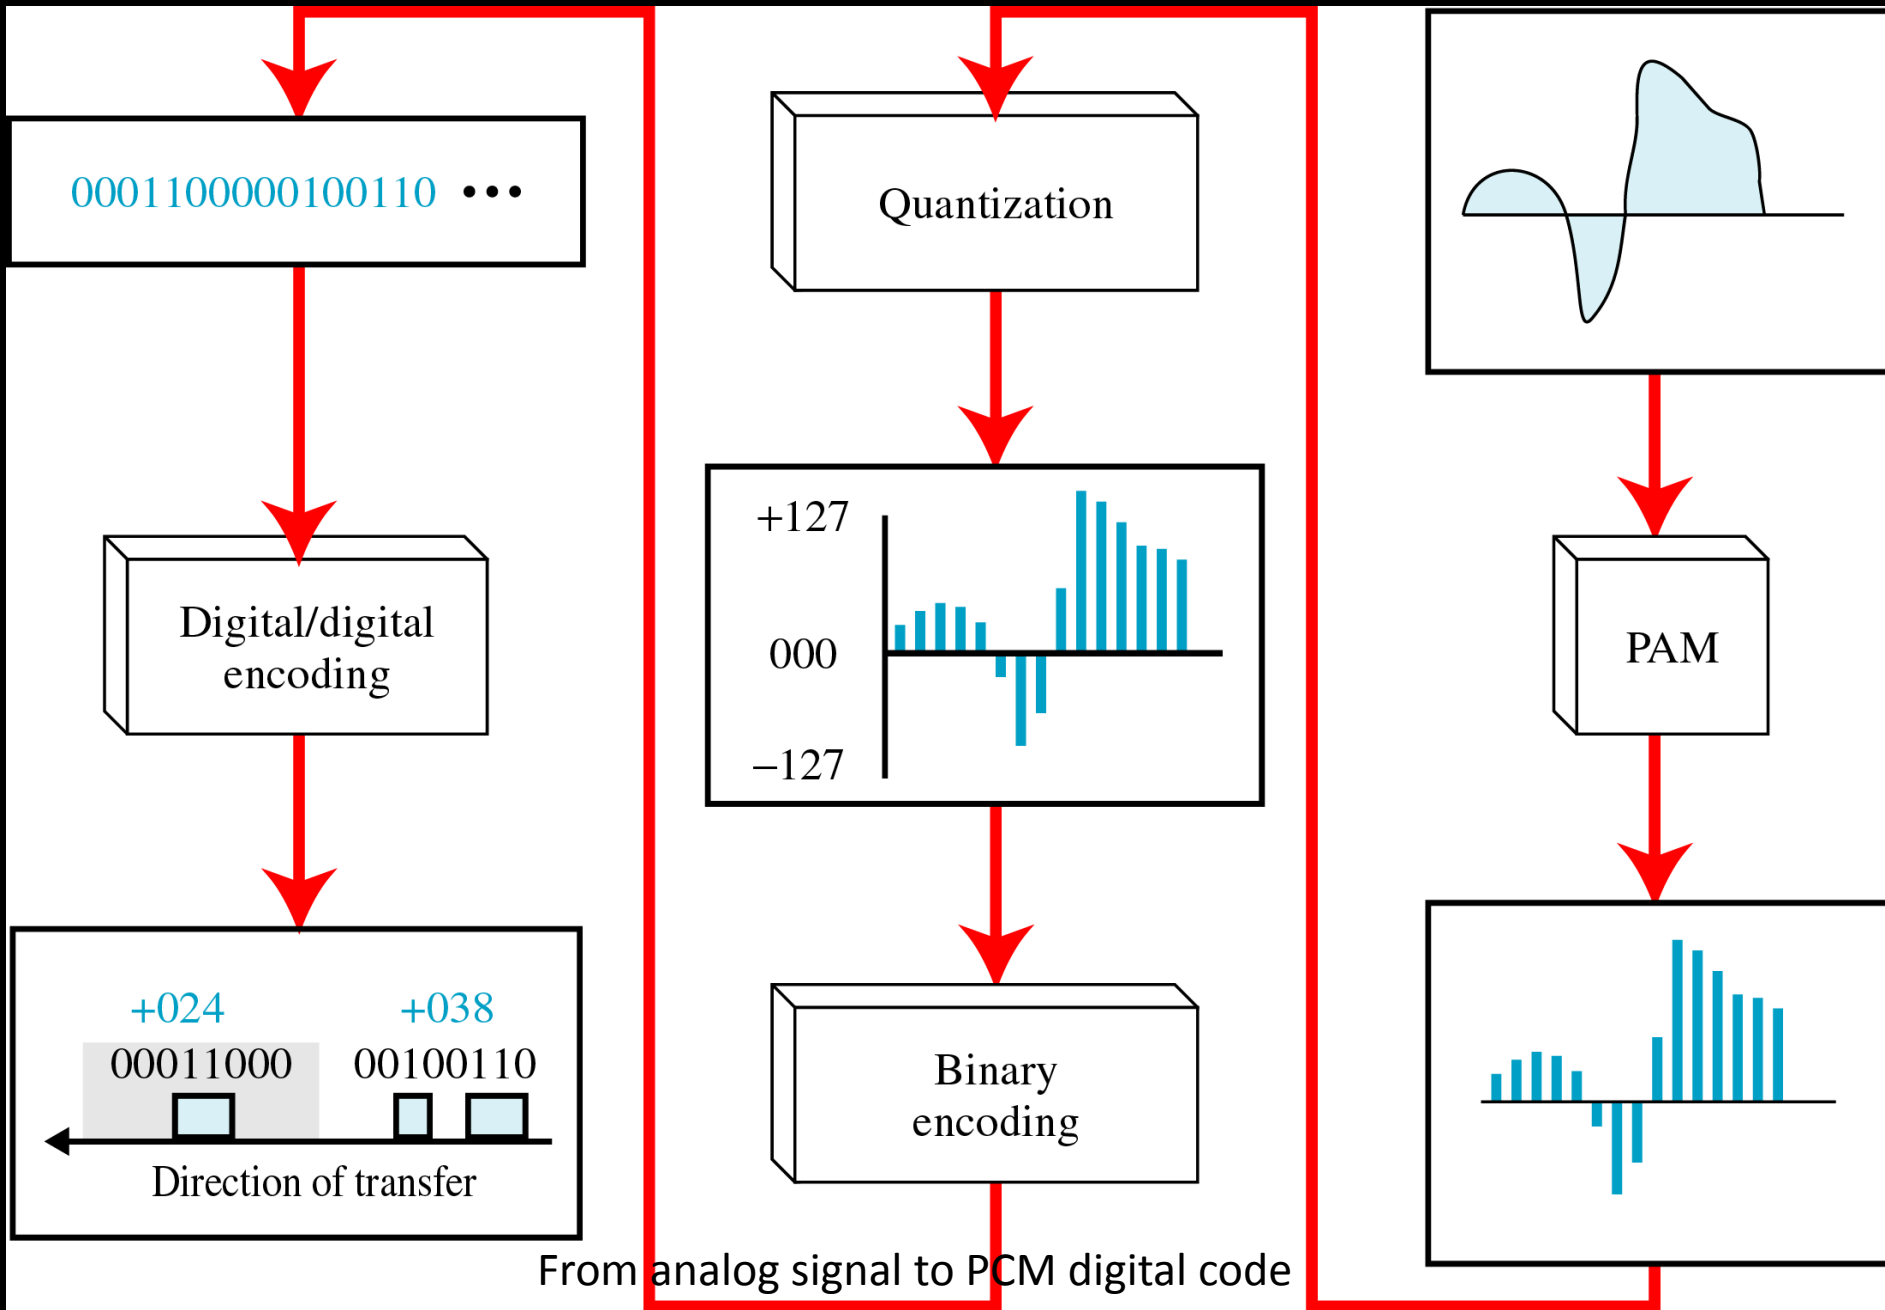 0001100000100110 •••
Digital/digital
encoding
+024 +038
00011000 00100110
Direction of transfer
Quantization
+127
000
−127
Binary
encoding
PAM
From analog signal to PCM digital code